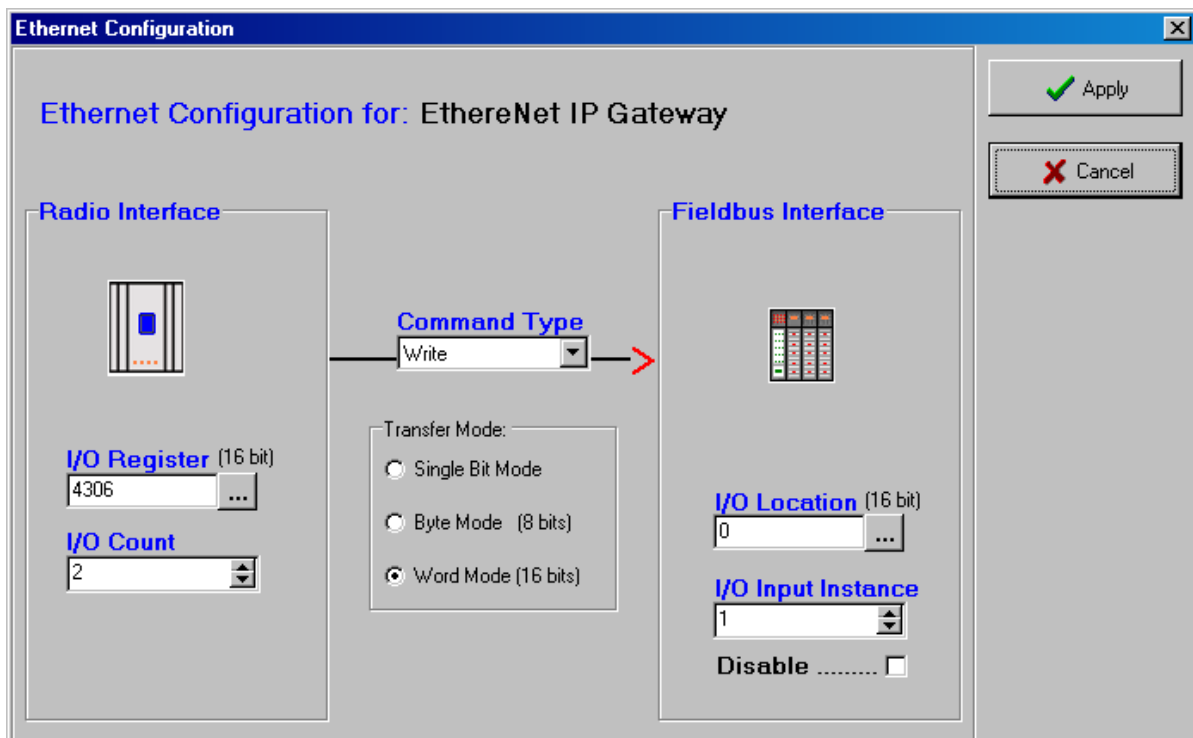 Ethernet Configuration
Apply
Ethernet Configuration for: EthereNet IP Gateway
Cancel
Radio Interface
Fieldbus Interface
Command Type
Write
Transfer Mode:
Single Bit Mode
Byte Mode (8 bits)
Word Mode (16 bits)
I/O Register (16 bit)
4306 ...
I/O Count
2
I/O Location (16 bit)
0 ...
I/O Input Instance
1
Disable .........